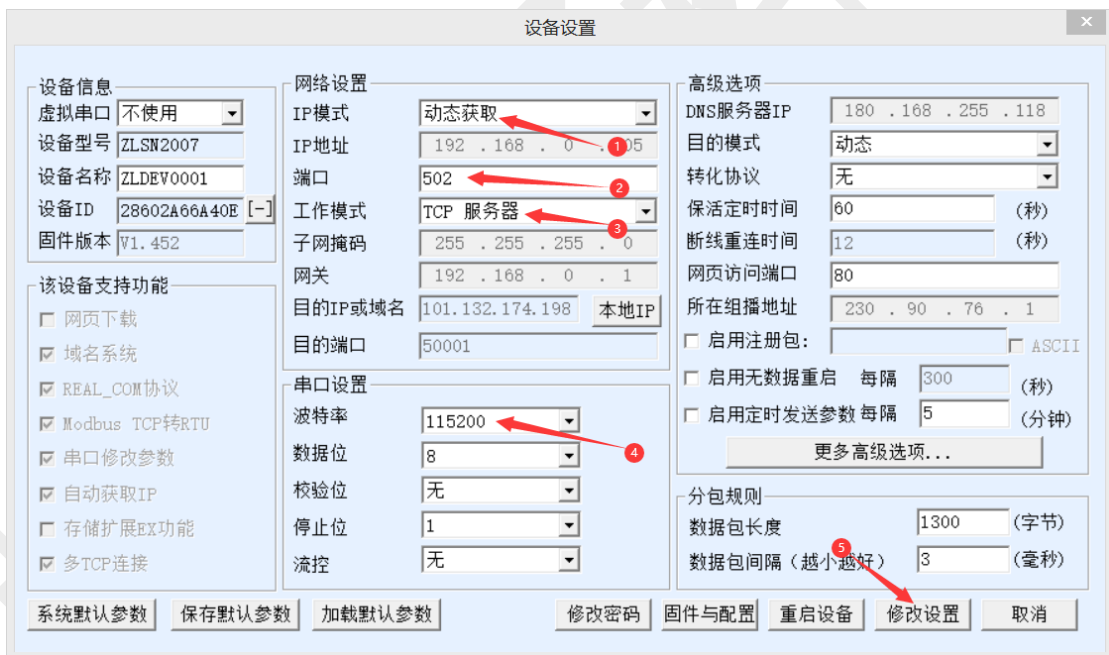 设备设置
设备信息
虚拟串口 不使用
设备型号 ZLSN2007
设备名称 ZLDEV0001
设备ID 28602A66A40E [-]
固件版本 V1.452
该设备支持功能
网页下载
域名系统
REAL_COM协议
Modbus TCP转RTU
串口修改参数
自动获取IP
存储扩展EX功能
多TCP连接
网络设置
IP模式 动态获取
1
IP地址 192 .168 . 0 . 05
端口 502
2
工作模式 TCP 服务器
3
子网掩码 255 .255 .255 . 0
网关 192 .168 . 0 . 1
目的IP或域名 101.132.174.198 本地IP
目的端口 50001
串口设置
波特率 115200
4
数据位 8
校验位 无
停止位 1
流控 无
高级选项
DNS服务器IP 180 .168 .255 .118
目的模式 动态
转化协议 无
保活定时时间 60 (秒)
断线重连时间 12 (秒)
网页访问端口 80
所在组播地址 230 . 90 . 76 . 1
启用注册包: ASCII
启用无数据重启 每隔 300 (秒)
启用定时发送参数 每隔 5 (分钟)
更多高级选项...
分包规则
数据包长度 1300 (字节)
数据包间隔（越小越好） 3 (毫秒)
5
系统默认参数 保存默认参数 加载默认参数 修改密码 固件与配置 重启设备 修改设置 取消